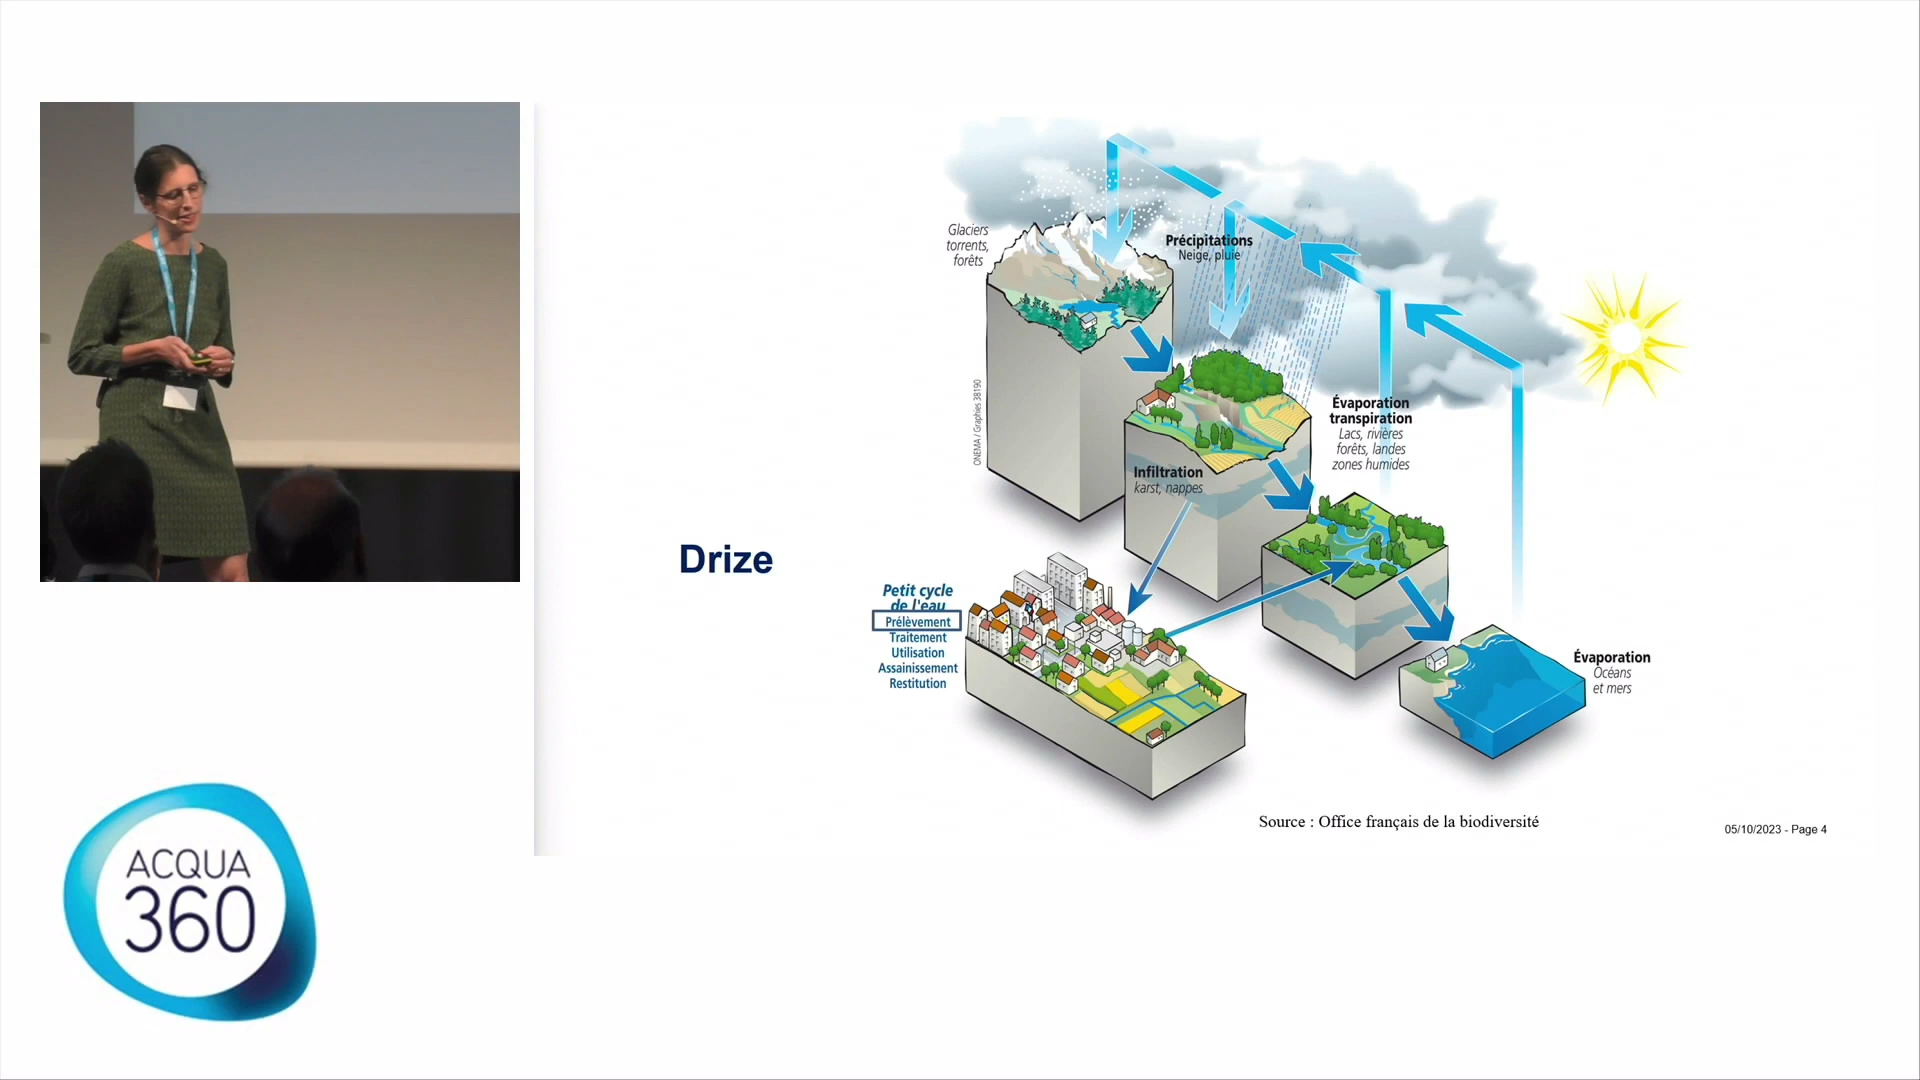 Glaciers
torrents,
forêts
Précipitations
Neige, pluie
ONEMA / Graphies 38190
Évaporation
transpiration
Lacs, rivières
forêts, landes
zones humides
Infiltration
karst, nappes
Drize
Petit cycle
de l'eau
Prélèvement
Traitement
Utilisation
Assainissement
Restitution
Évaporation
Océans
et mers
Source : Office français de la biodiversité
05/10/2023 - Page 4
ACQUA
360